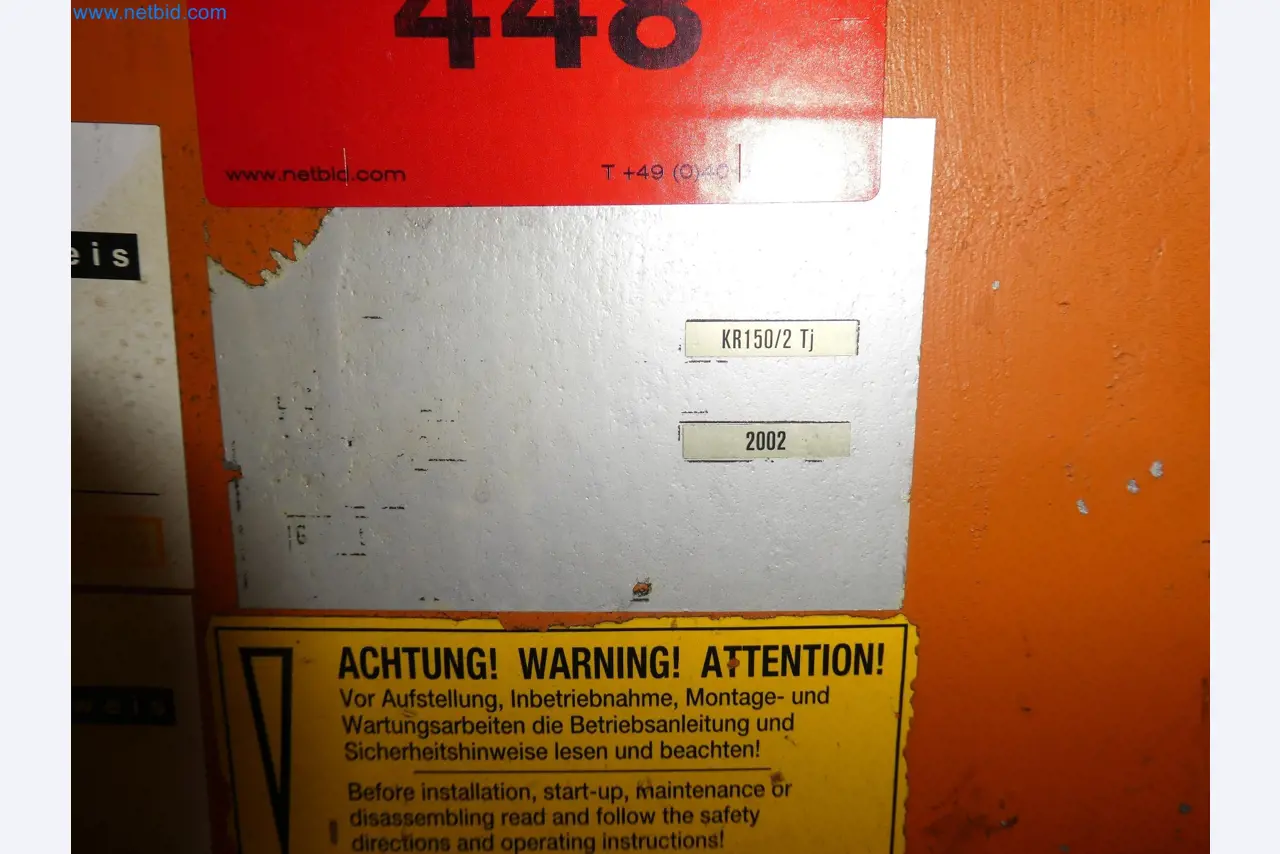 www.netbid.com
448
www.netbid.com T +49 (0)40
eis
KR150/2 Tj
2002
ACHTUNG! WARNING! ATTENTION!
Vor Aufstellung, Inbetriebnahme, Montage- und
Wartungsarbeiten die Betriebsanleitung und
Sicherheitshinweise lesen und beachten!
Before installation, start-up, maintenance or
disassembling read and follow the safety
directions and operating instructions!
weis